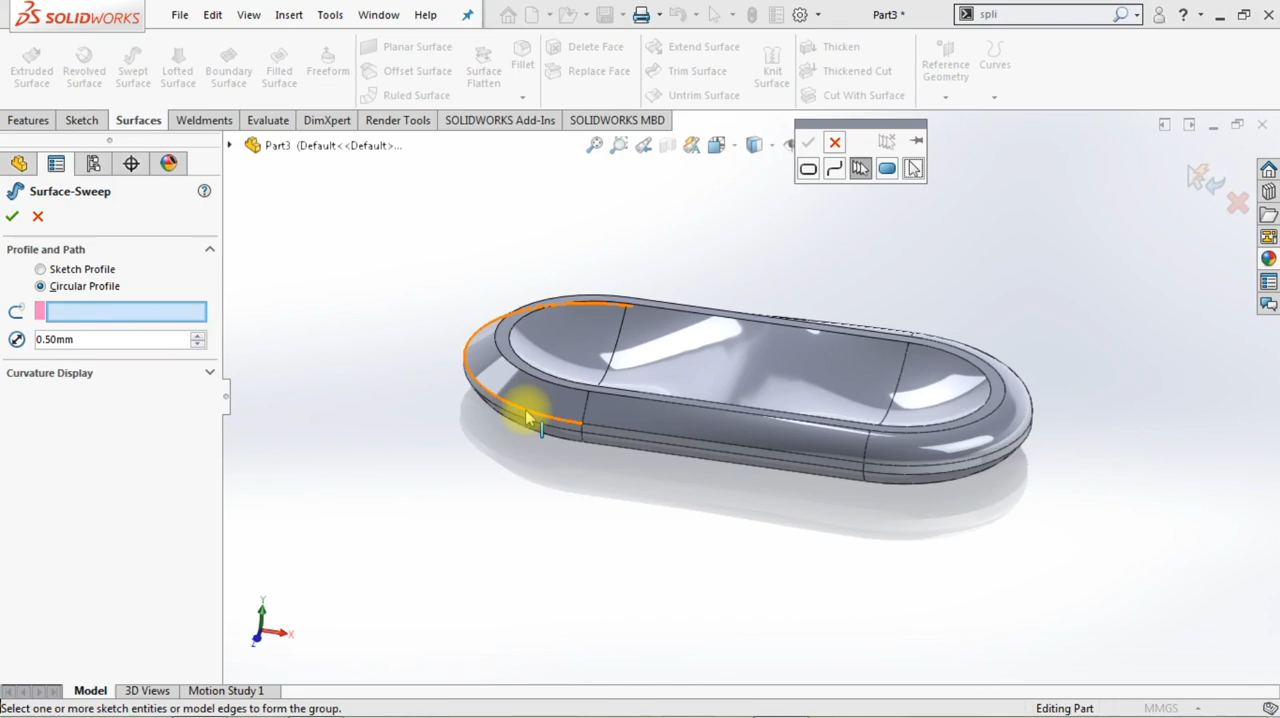 SOLIDWORKS
File Edit View Insert Tools Window Help
Part3 *
spli
?
Extruded Surface
Revolved Surface
Swept Surface
Lofted Surface
Boundary Surface
Filled Surface
Freeform
Planar Surface
Offset Surface
Ruled Surface
Surface Flatten
Fillet
Delete Face
Replace Face
Extend Surface
Trim Surface
Untrim Surface
Knit Surface
Thicken
Thickened Cut
Cut With Surface
Reference Geometry
Curves
Features Sketch Surfaces Weldments Evaluate DimXpert Render Tools SOLIDWORKS Add-Ins SOLIDWORKS MBD
Part3 (Default<<Default>...
Surface-Sweep
?
Profile and Path
Sketch Profile
Circular Profile
0.50mm
Curvature Display
Y
X
Z
Model 3D Views Motion Study 1
Select one or more sketch entities or model edges to form the group.
Editing Part
MMGS